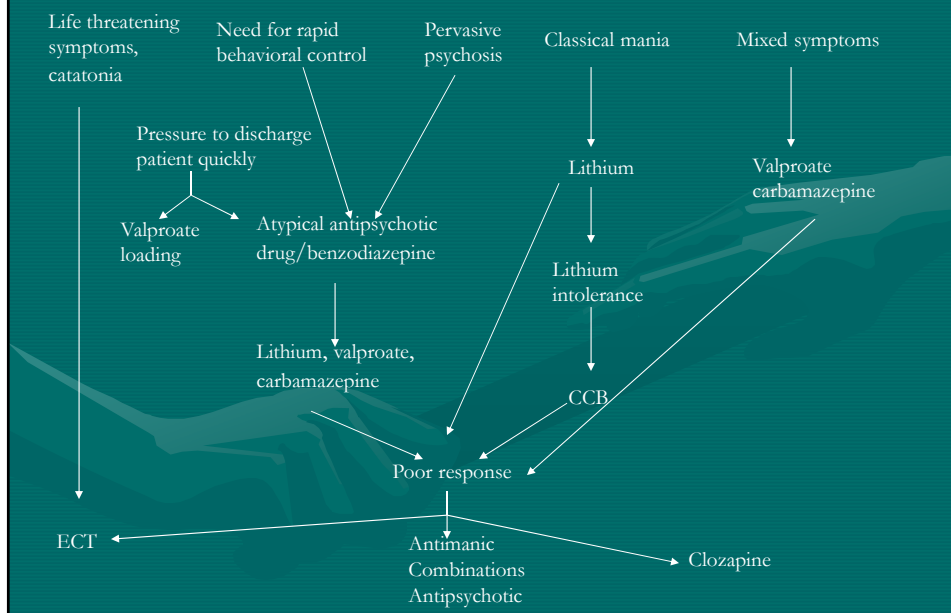 Life threatening
symptoms,
catatonia
Need for rapid
behavioral control
Pervasive
psychosis
Classical mania
Mixed symptoms
Pressure to discharge
patient quickly
Lithium
Valproate
carbamazepine
Valproate
loading
Atypical antipsychotic
drug/benzodiazepine
Lithium
intolerance
Lithium, valproate,
carbamazepine
CCB
Poor response
ECT
Antimanic
Combinations
Antipsychotic
Clozapine